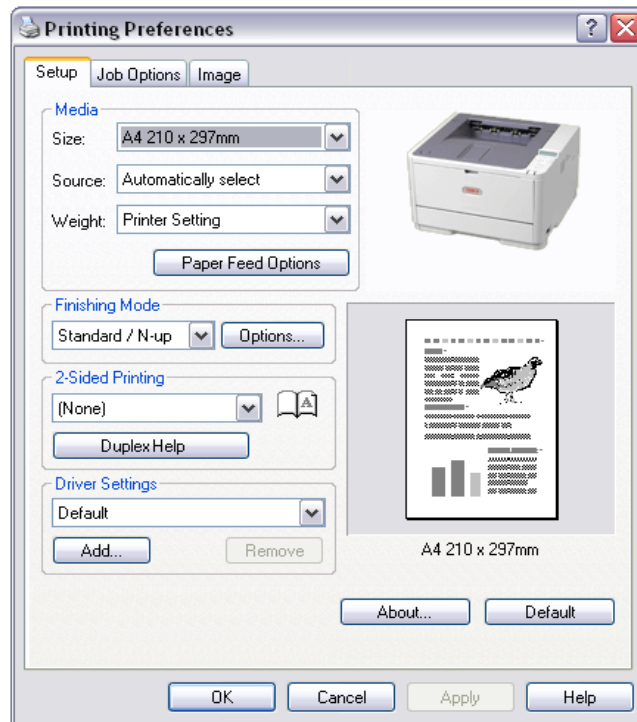 Printing Preferences
Setup Job Options Image
Media
Size: A4 210 x 297mm
Source: Automatically select
Weight: Printer Setting
Paper Feed Options
Finishing Mode
Standard / N-up Options...
2-Sided Printing
(None)
A
Duplex Help
Driver Settings
Default
Add... Remove
A4 210 x 297mm
About... Default
OK Cancel Apply Help